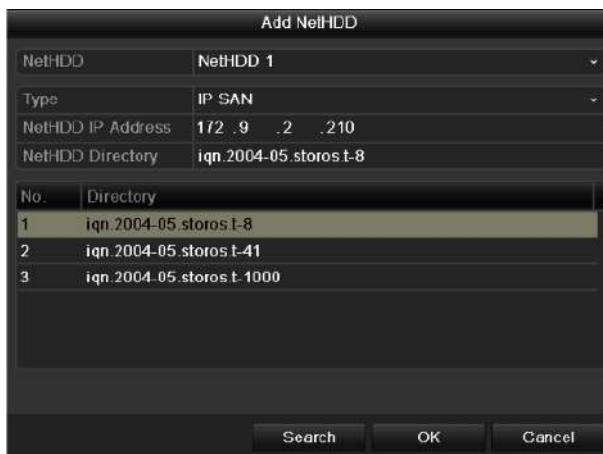 Add NetHDD
NetHDD NetHDD 1
Type IP SAN
NetHDD IP Address 172 .9 .2 .210
NetHDD Directory iqn.2004-05.storos.t-8
No. Directory
1 iqn.2004-05.storos.t-8
2 iqn.2004-05.storos.t-41
3 iqn.2004-05.storos.t-1000
Search OK Cancel